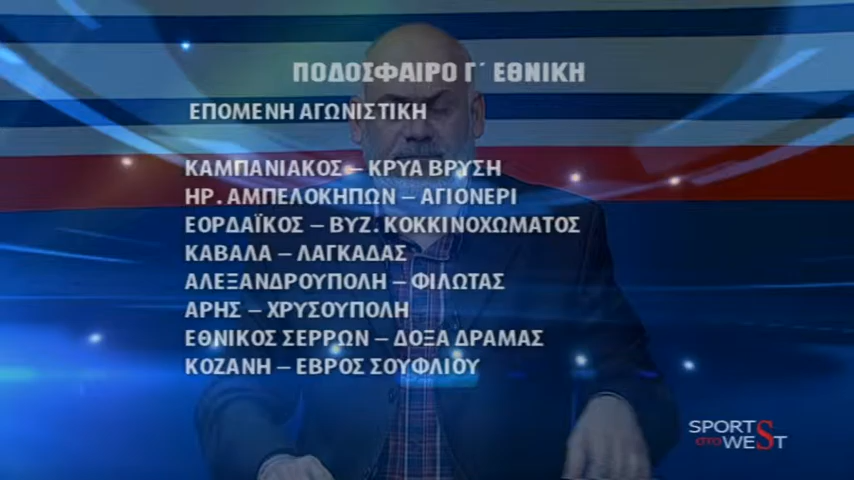 ΠΟΔΟΣΦΑΙΡΟ Γ΄ ΕΘΝΙΚΗ
ΕΠΟΜΕΝΗ ΑΓΩΝΙΣΤΙΚΗ
ΚΑΜΠΑΝΙΑΚΟΣ – ΚΡΥΑ ΒΡΥΣΗ
ΗΡ. ΑΜΠΕΛΟΚΗΠΩΝ – ΑΓΙΟΝΕΡΙ
ΕΟΡΔΑΪΚΟΣ – ΒΥΖ. ΚΟΚΚΙΝΟΧΩΜΑΤΟΣ
ΚΑΒΑΛΑ – ΛΑΓΚΑΔΑΣ
ΑΛΕΞΑΝΔΡΟΥΠΟΛΗ – ΦΙΛΩΤΑΣ
ΑΡΗΣ – ΧΡΥΣΟΥΠΟΛΗ
ΕΘΝΙΚΟΣ ΣΕΡΡΩΝ – ΔΟΞΑ ΔΡΑΜΑΣ
ΚΟΖΑΝΗ – ΕΒΡΟΣ ΣΟΥΦΛΙΟΥ
SPORTS
στο WEST